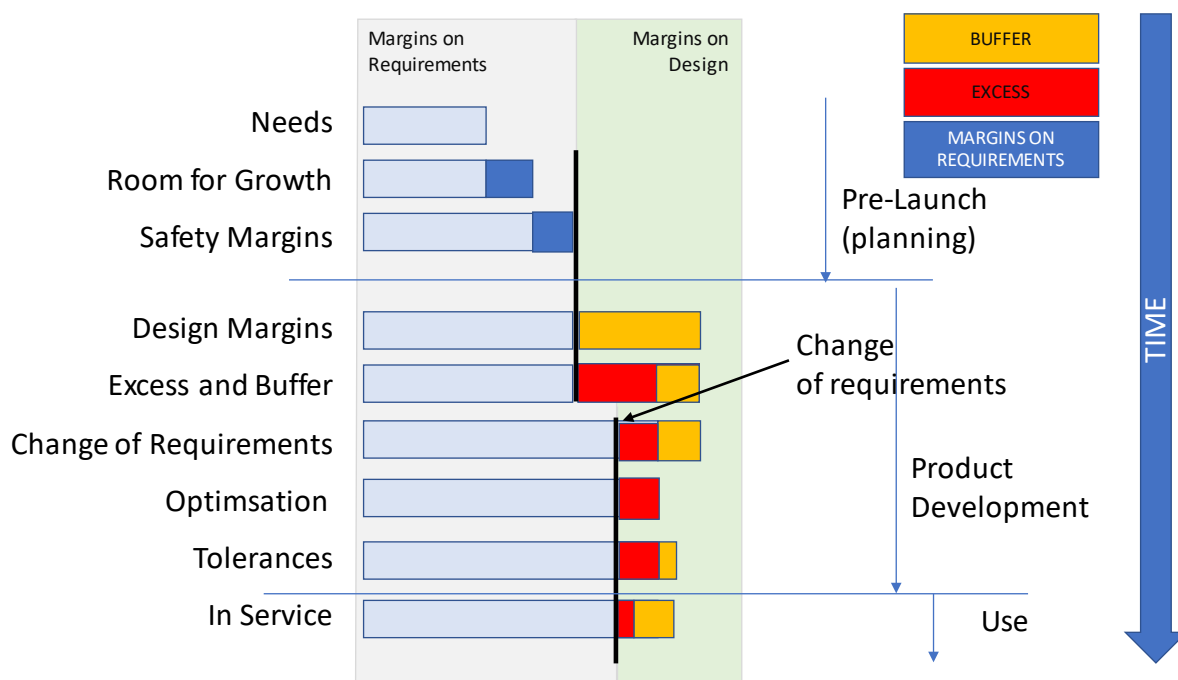 Margins on
Requirements
Margins on
Design
BUFFER
EXCESS
MARGINS ON
REQUIREMENTS
Needs
Room for Growth
Safety Margins
Pre-Launch
(planning)
Design Margins
Excess and Buffer
Change
of requirements
Change of Requirements
Optimsation
Product
Development
Tolerances
In Service
Use
TIME